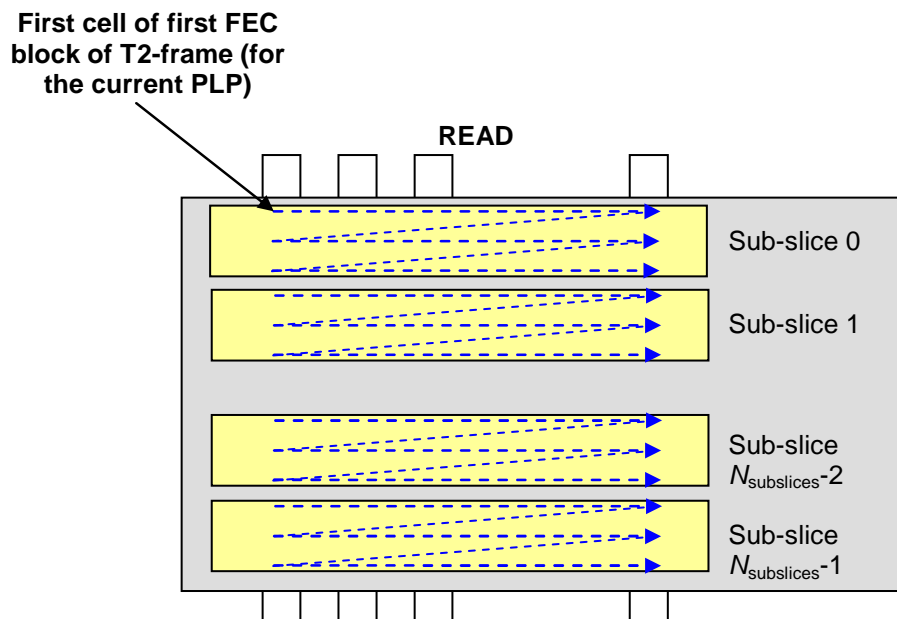 First cell of first FEC
block of T2-frame (for
the current PLP)
READ
Sub-slice 0
Sub-slice 1
Sub-slice
Nsubslices-2
Sub-slice
Nsubslices-1